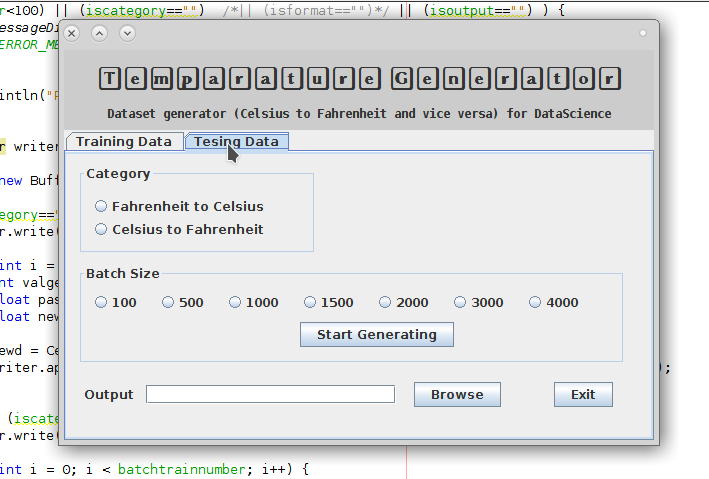 r<100) || (iscategory=="") /*|| (isformat=="")*/ || (isoutput=="") ) {
Temparature Generator
Dataset generator (Celsius to Fahrenheit and vice versa) for DataScience
Training Data
Tesing Data
Category
Fahrenheit to Celsius
Celsius to Fahrenheit
Batch Size
100 500 1000 1500 2000 3000 4000
Start Generating
Output
Browse
Exit
essageDi
ERROR_ME
intln("
r writer
new Buff
egory=="
r.write(
int i =
nt valge
loat pas
loat new
ewd = Ce
riter.ap
);
(iscate
r.write(
int i = 0; i < batchtrainnumber; i++) {